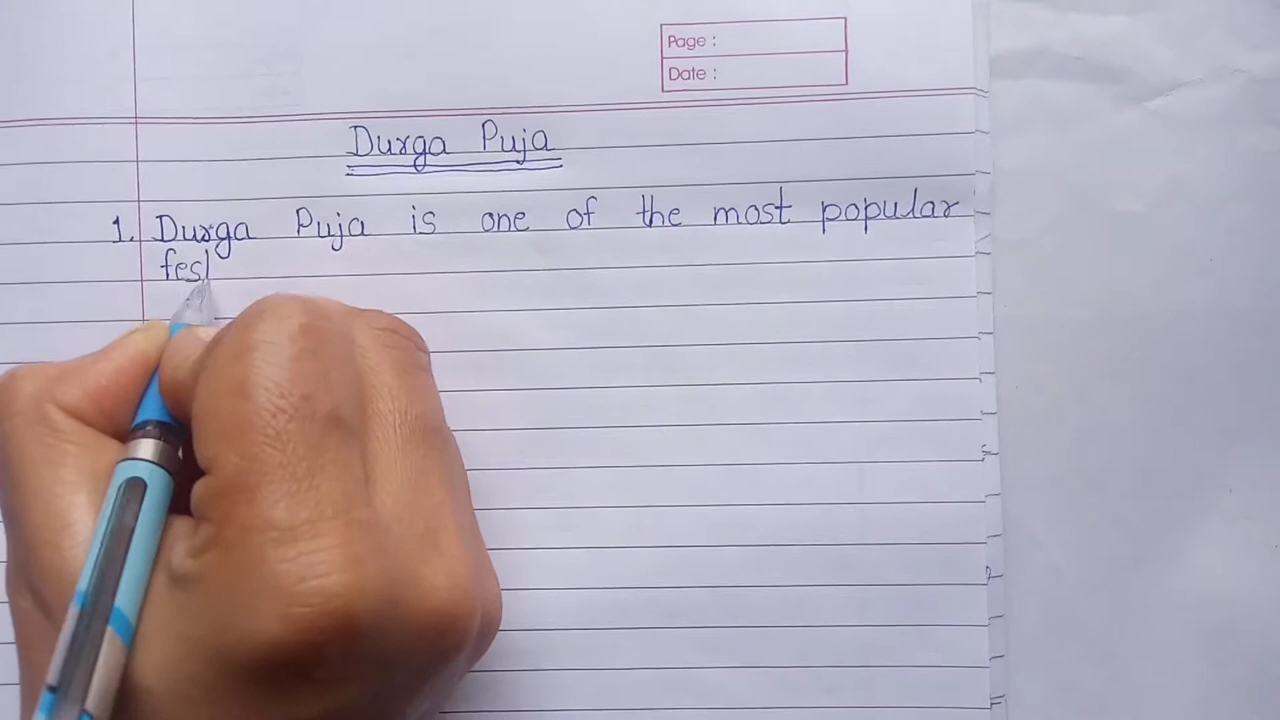 Page :
Date :
Durga Puja
1. Durga Puja is one of the most popular
fes